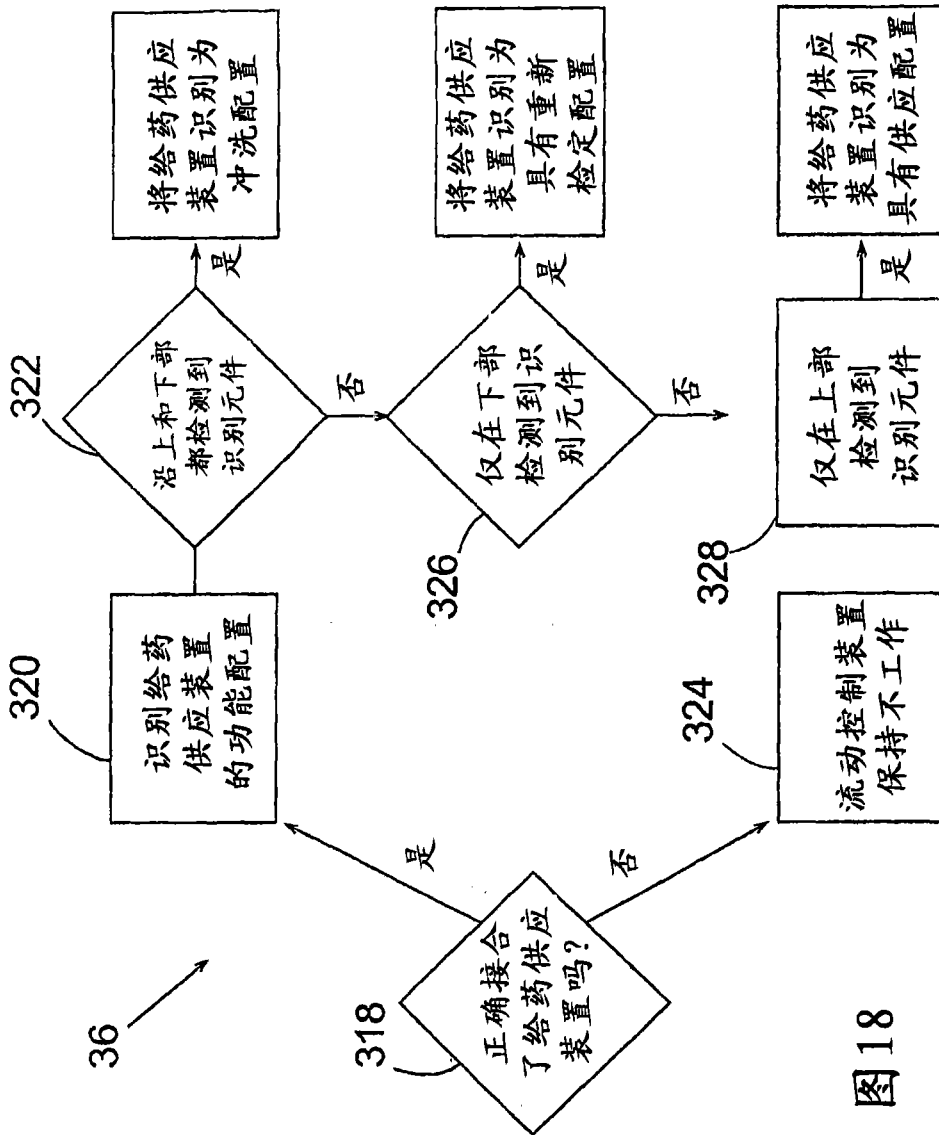 36
318
正确接合
了给药供应
装置吗?
是
否
320
识别给药
供应装置
的功能配置
324
流动控制装置
保持不工作
322
沿上和下部
都检测到
识别元件
是
将给药供应
装置识别为
冲洗配置
否
326
仅在下部
检测到识
别元件
是
将给药供应
装置识别为
具有重新
检定配置
否
328
仅在上部
检测到
识别元件
是
将给药供应
装置识别为
具有供应配置
图18